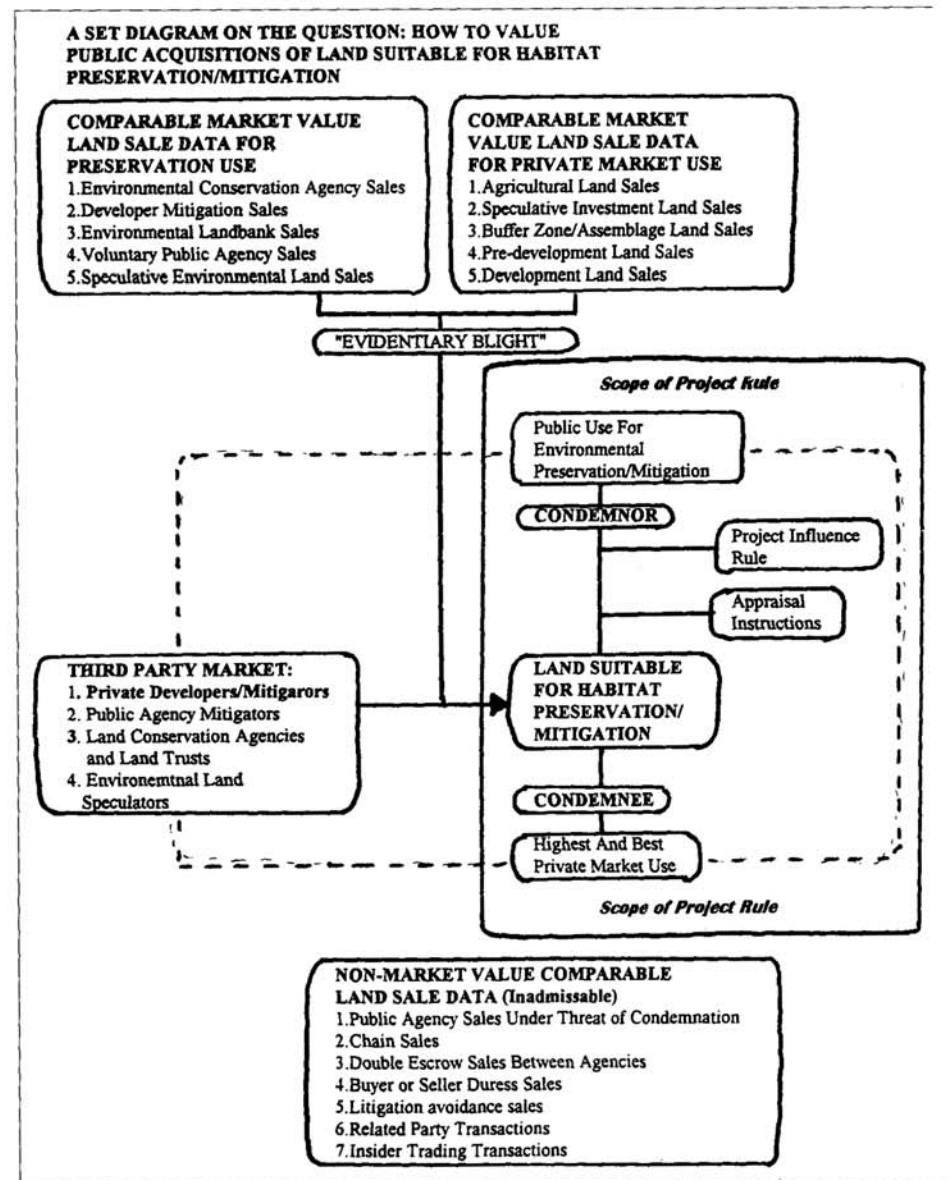 A SET DIAGRAM ON THE QUESTION: HOW TO VALUE
PUBLIC ACQUISITIONS OF LAND SUITABLE FOR HABITAT
PRESERVATION/MITIGATION
COMPARABLE MARKET VALUE
LAND SALE DATA FOR
PRESERVATION USE
1.Environmental Conservation Agency Sales
2.Developer Mitigation Sales
3.Environmental Landbank Sales
4.Voluntary Public Agency Sales
5.Speculative Environmental Land Sales
COMPARABLE MARKET
VALUE LAND SALE DATA
FOR PRIVATE MARKET USE
1.Agricultural Land Sales
2.Speculative Investment Land Sales
3.Buffer Zone/Assemblage Land Sales
4.Pre-development Land Sales
5.Development Land Sales
"EVIDENTIARY BLIGHT"
Scope of Project Rule
Public Use For
Environmental
Preservation/Mitigation
CONDEMNOR
Project Influence
Rule
Appraisal
Instructions
THIRD PARTY MARKET:
1. Private Developers/Mitigarors
2. Public Agency Mitigators
3. Land Conservation Agencies
and Land Trusts
4. Environemtnal Land
Speculators
LAND SUITABLE
FOR HABITAT
PRESERVATION/
MITIGATION
CONDEMNEE
Highest And Best
Private Market Use
Scope of Project Rule
NON-MARKET VALUE COMPARABLE
LAND SALE DATA (Inadmissable)
1.Public Agency Sales Under Threat of Condemnation
2.Chain Sales
3.Double Escrow Sales Between Agencies
4.Buyer or Seller Duress Sales
5.Litigation avoidance sales
6.Related Party Transactions
7.Insider Trading Transactions